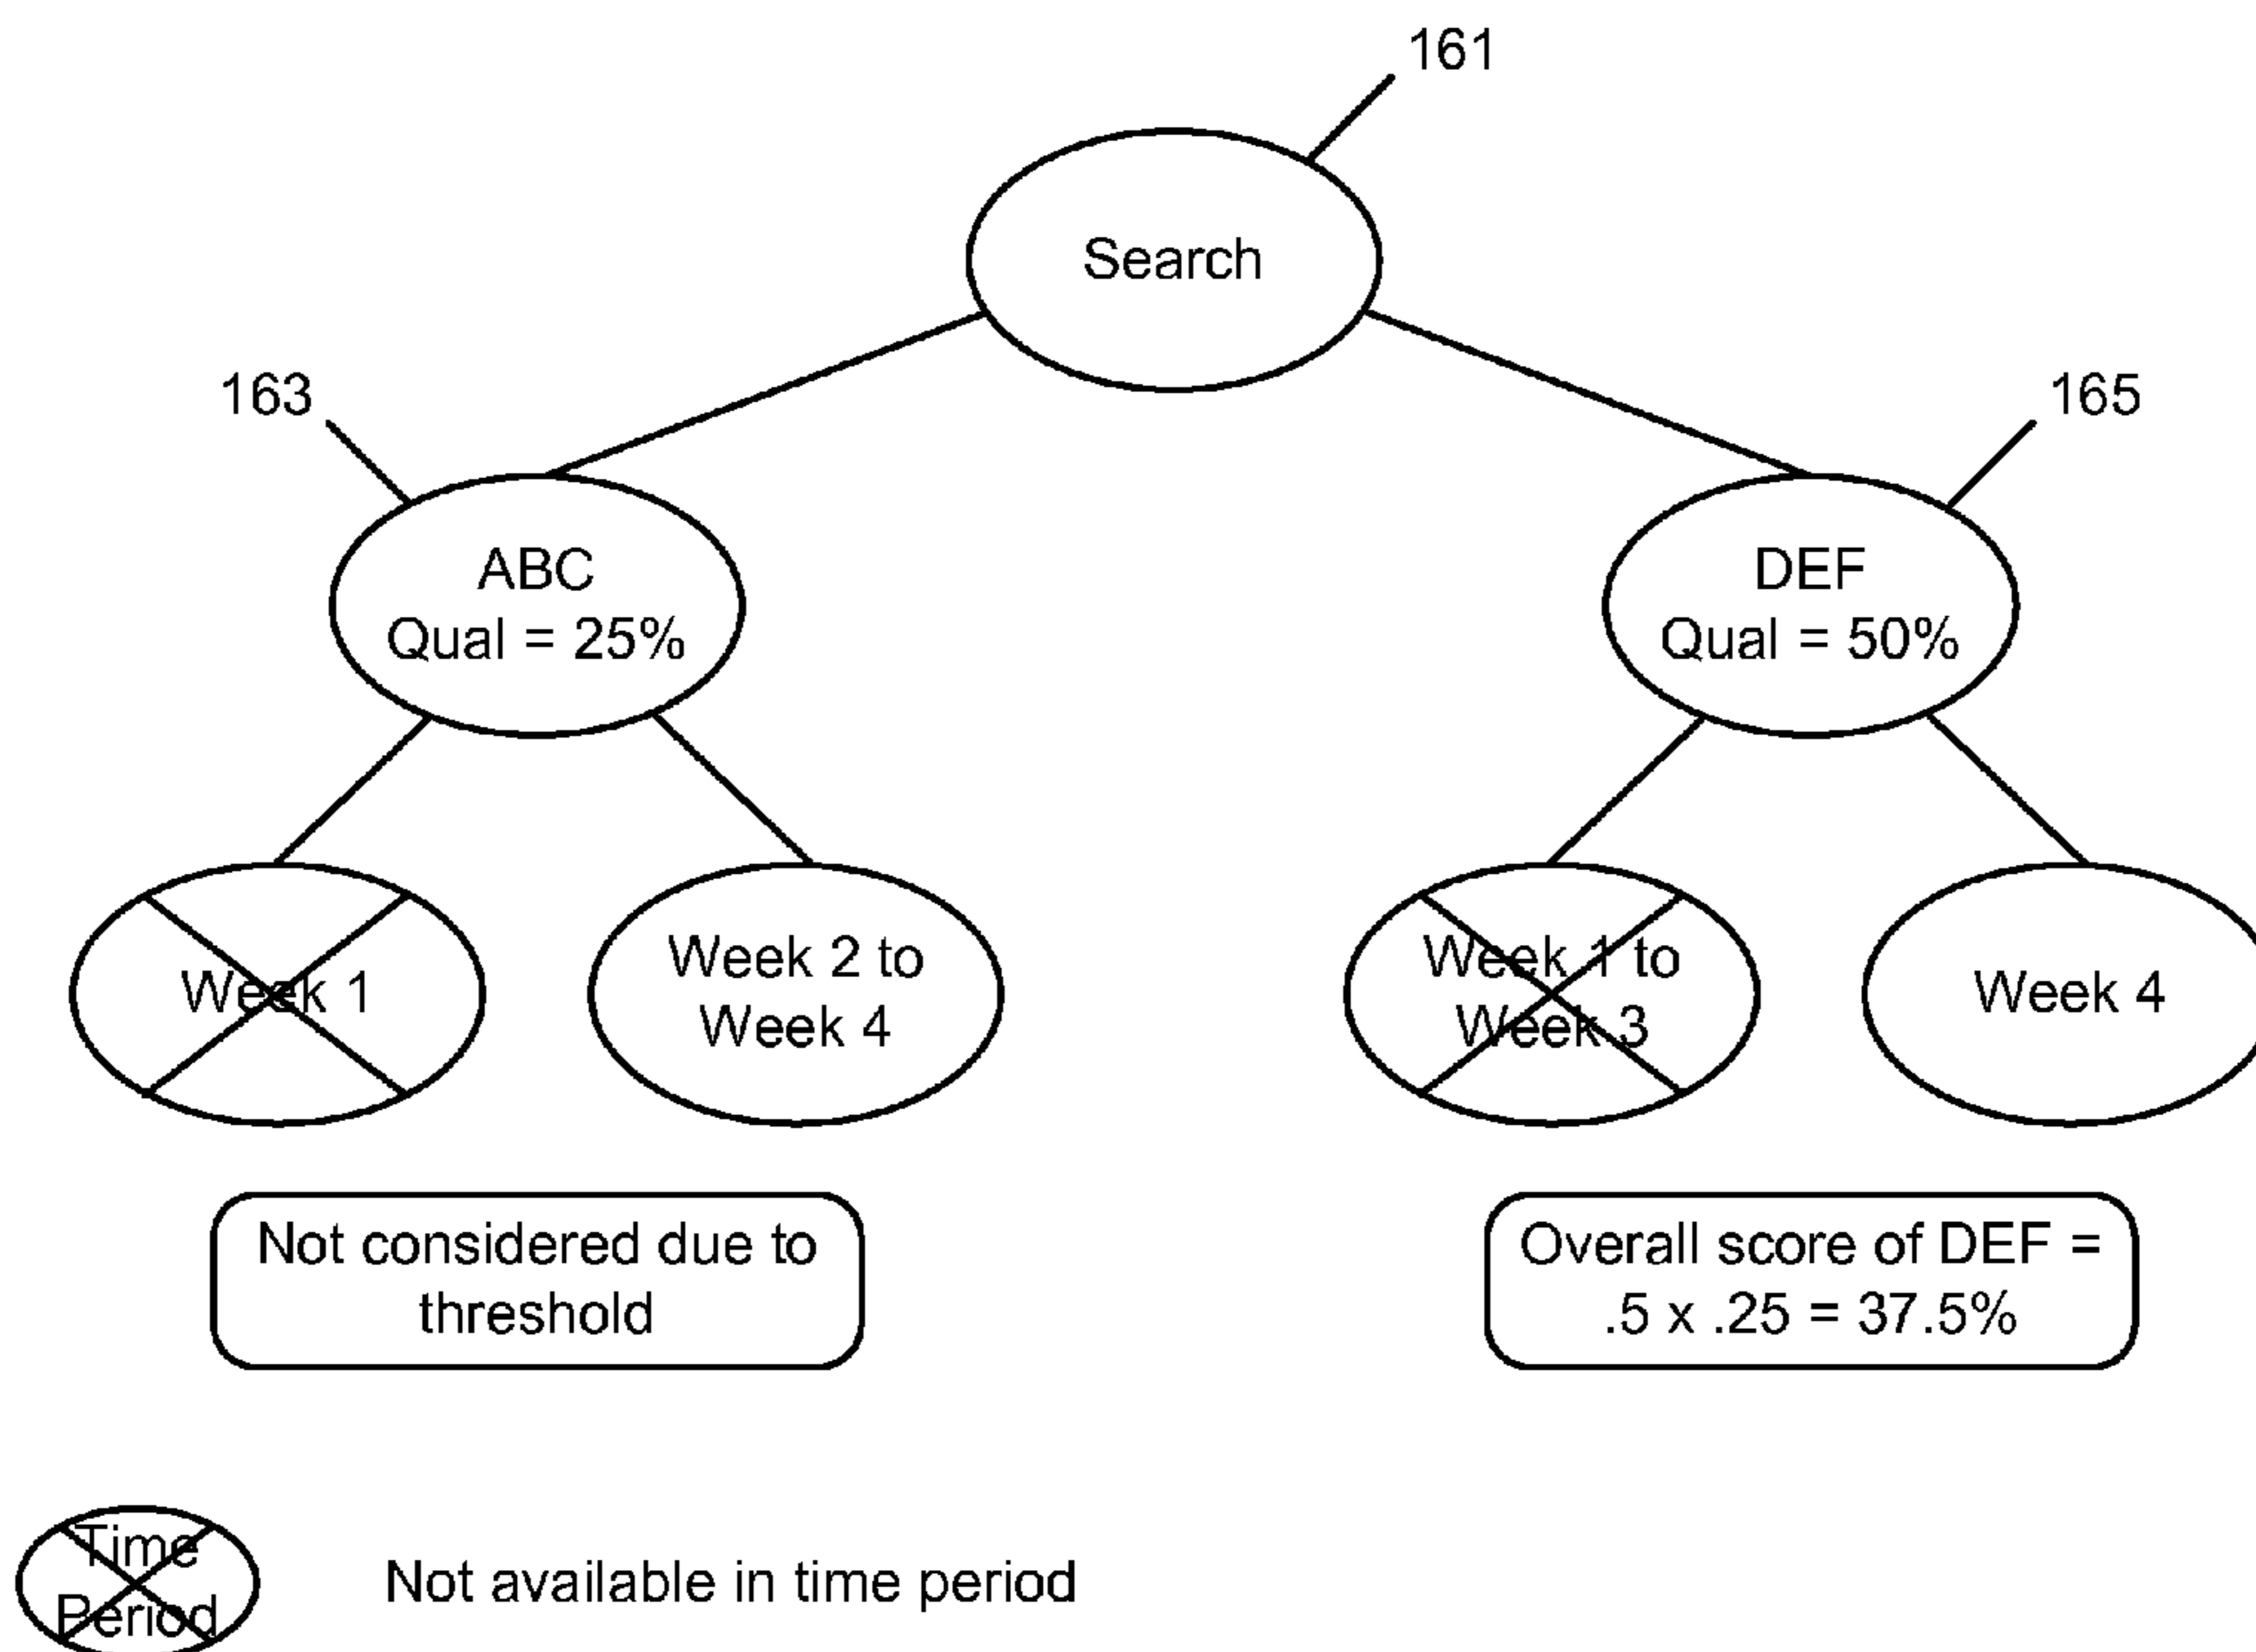 161
Search
163
165
ABC
Qual = 25%
DEF
Qual = 50%
Week 1
Week 2 to
Week 4
Week 1 to
Week 3
Week 4
Not considered due to
threshold
Overall score of DEF =
.5 x .25 = 37.5%
Time
Period
Not available in time period